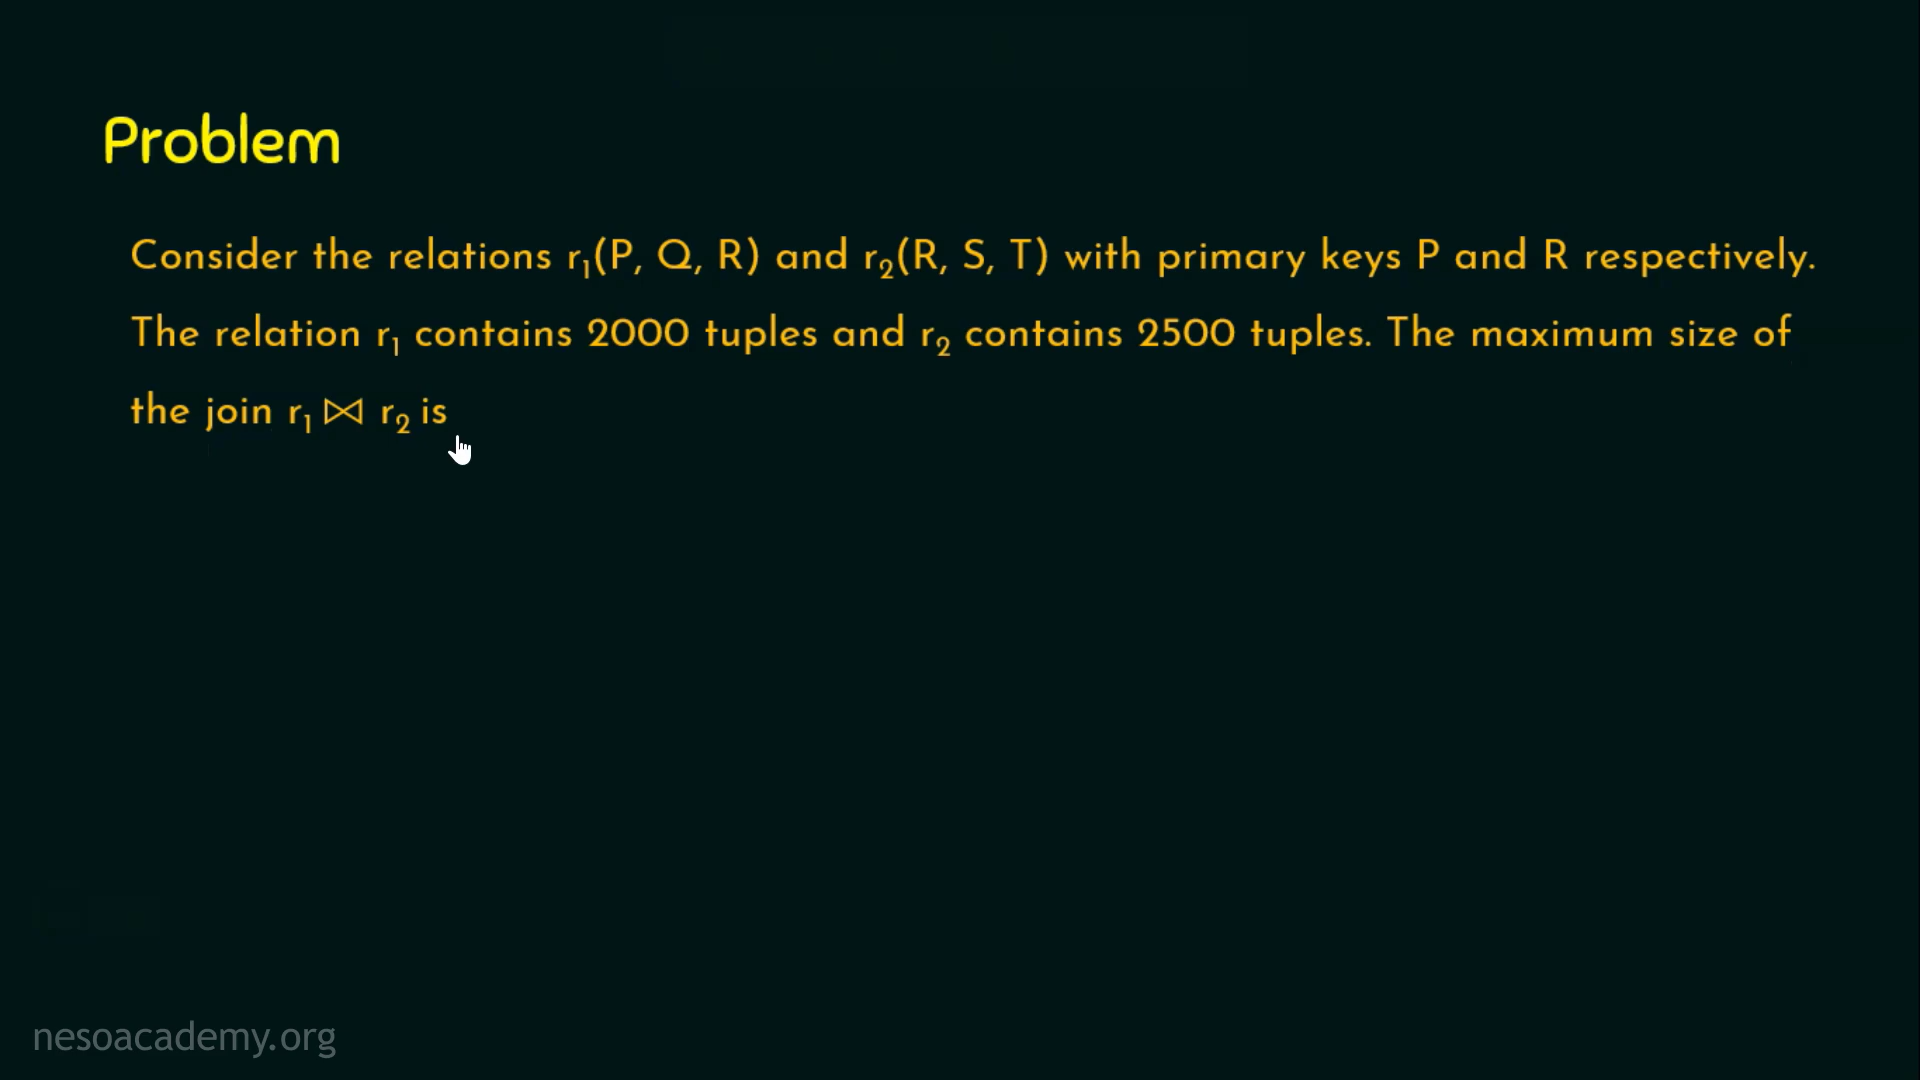 Problem
Consider the relations r₁(P, Q, R) and r₂(R, S, T) with primary keys P and R respectively.
The relation r₁ contains 2000 tuples and r₂ contains 2500 tuples. The maximum size of
the join r₁ ⋈ r₂ is
nesoacademy.org